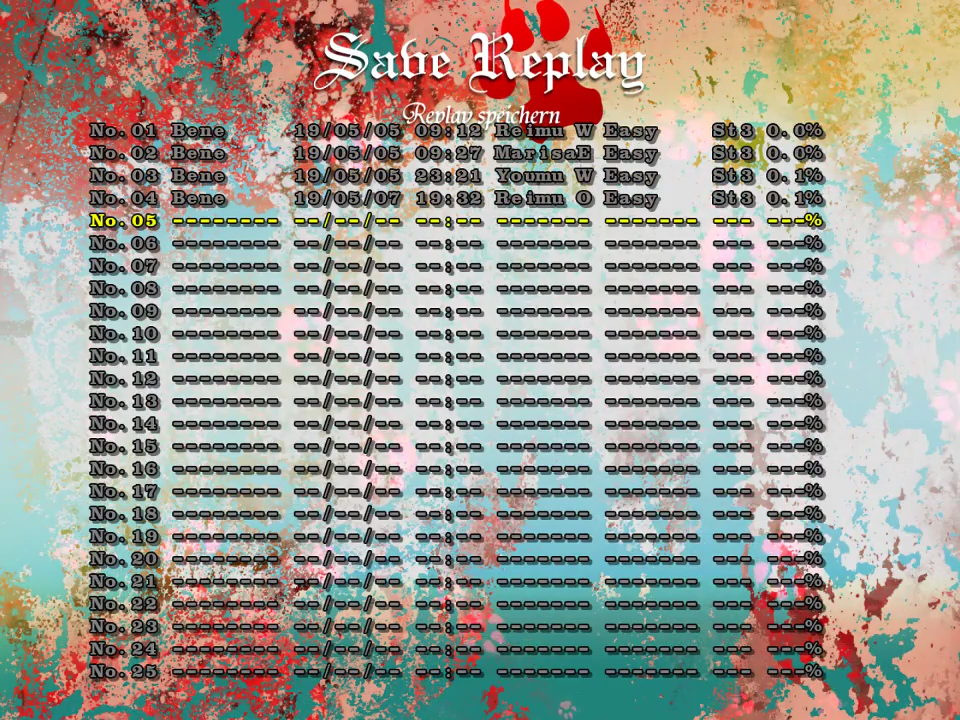 Save Replay
Replay speichern
No.01 Bene 19/05/05 09:12 Reimu W Easy St3 0.0%
No.02 Bene 19/05/05 09:27 MarisaE Easy St3 0.0%
No.03 Bene 19/05/05 23:21 Youmu W Easy St3 0.1%
No.04 Bene 19/05/07 19:32 Reimu O Easy St3 0.1%
No.05 -------- --/--/-- --:-- ------- ------- --- ---%
No.06 -------- --/--/-- --:-- ------- ------- --- ---%
No.07 -------- --/--/-- --:-- ------- ------- --- ---%
No.08 -------- --/--/-- --:-- ------- ------- --- ---%
No.09 -------- --/--/-- --:-- ------- ------- --- ---%
No.10 -------- --/--/-- --:-- ------- ------- --- ---%
No.11 -------- --/--/-- --:-- ------- ------- --- ---%
No.12 -------- --/--/-- --:-- ------- ------- --- ---%
No.13 -------- --/--/-- --:-- ------- ------- --- ---%
No.14 -------- --/--/-- --:-- ------- ------- --- ---%
No.15 -------- --/--/-- --:-- ------- ------- --- ---%
No.16 -------- --/--/-- --:-- ------- ------- --- ---%
No.17 -------- --/--/-- --:-- ------- ------- --- ---%
No.18 -------- --/--/-- --:-- ------- ------- --- ---%
No.19 -------- --/--/-- --:-- ------- ------- --- ---%
No.20 -------- --/--/-- --:-- ------- ------- --- ---%
No.21 -------- --/--/-- --:-- ------- ------- --- ---%
No.22 -------- --/--/-- --:-- ------- ------- --- ---%
No.23 -------- --/--/-- --:-- ------- ------- --- ---%
No.24 -------- --/--/-- --:-- ------- ------- --- ---%
No.25 -------- --/--/-- --:-- ------- ------- --- ---%